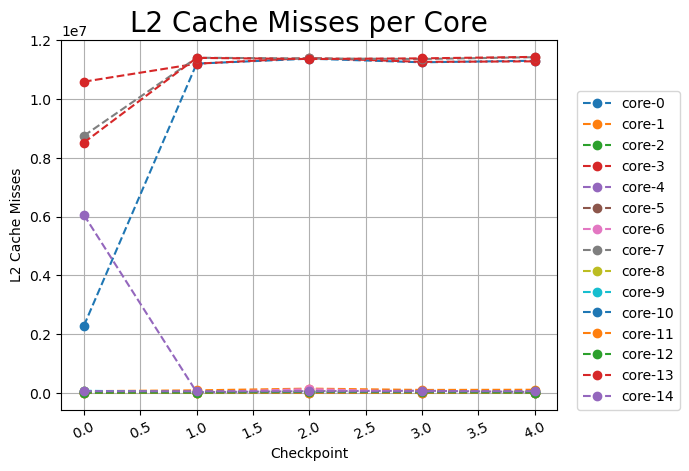 L2 Cache Misses per Core
1e7
1.2
1.0
0.8
0.6
0.4
0.2
0.0
L2 Cache Misses
0.0 0.5 1.0 1.5 2.0 2.5 3.0 3.5 4.0
Checkpoint
core-0
core-1
core-2
core-3
core-4
core-5
core-6
core-7
core-8
core-9
core-10
core-11
core-12
core-13
core-14